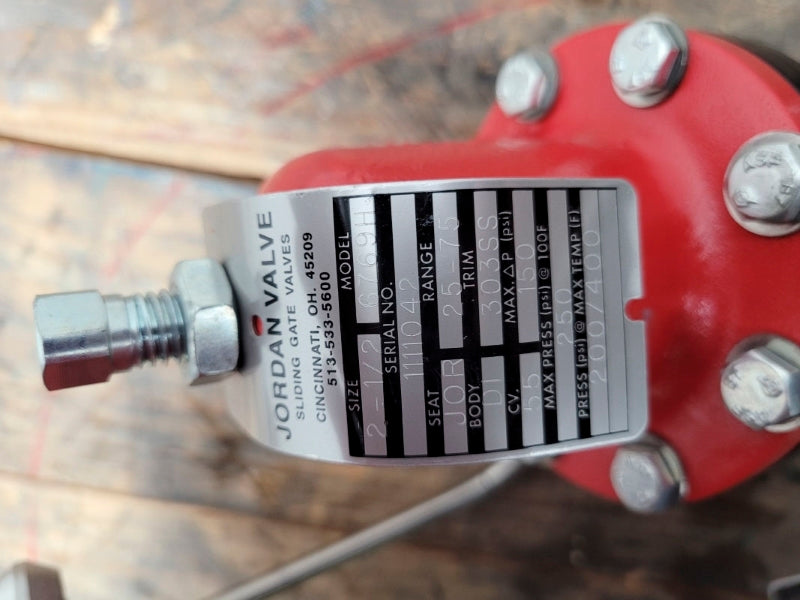 JORDAN VALVE
SLIDING GATE VALVES
CINCINNATI, OH. 45209
513-533-5600
SIZE MODEL
2-1/2 6769H
SERIAL NO.
1111042
SEAT RANGE
JOR 25-75
BODY TRIM
DI 303SS
CV. MAX. Δ P (psi)
55 150
MAX PRESS (psi) @ 100F
250
PRESS (psi) @ MAX TEMP (F)
200/400